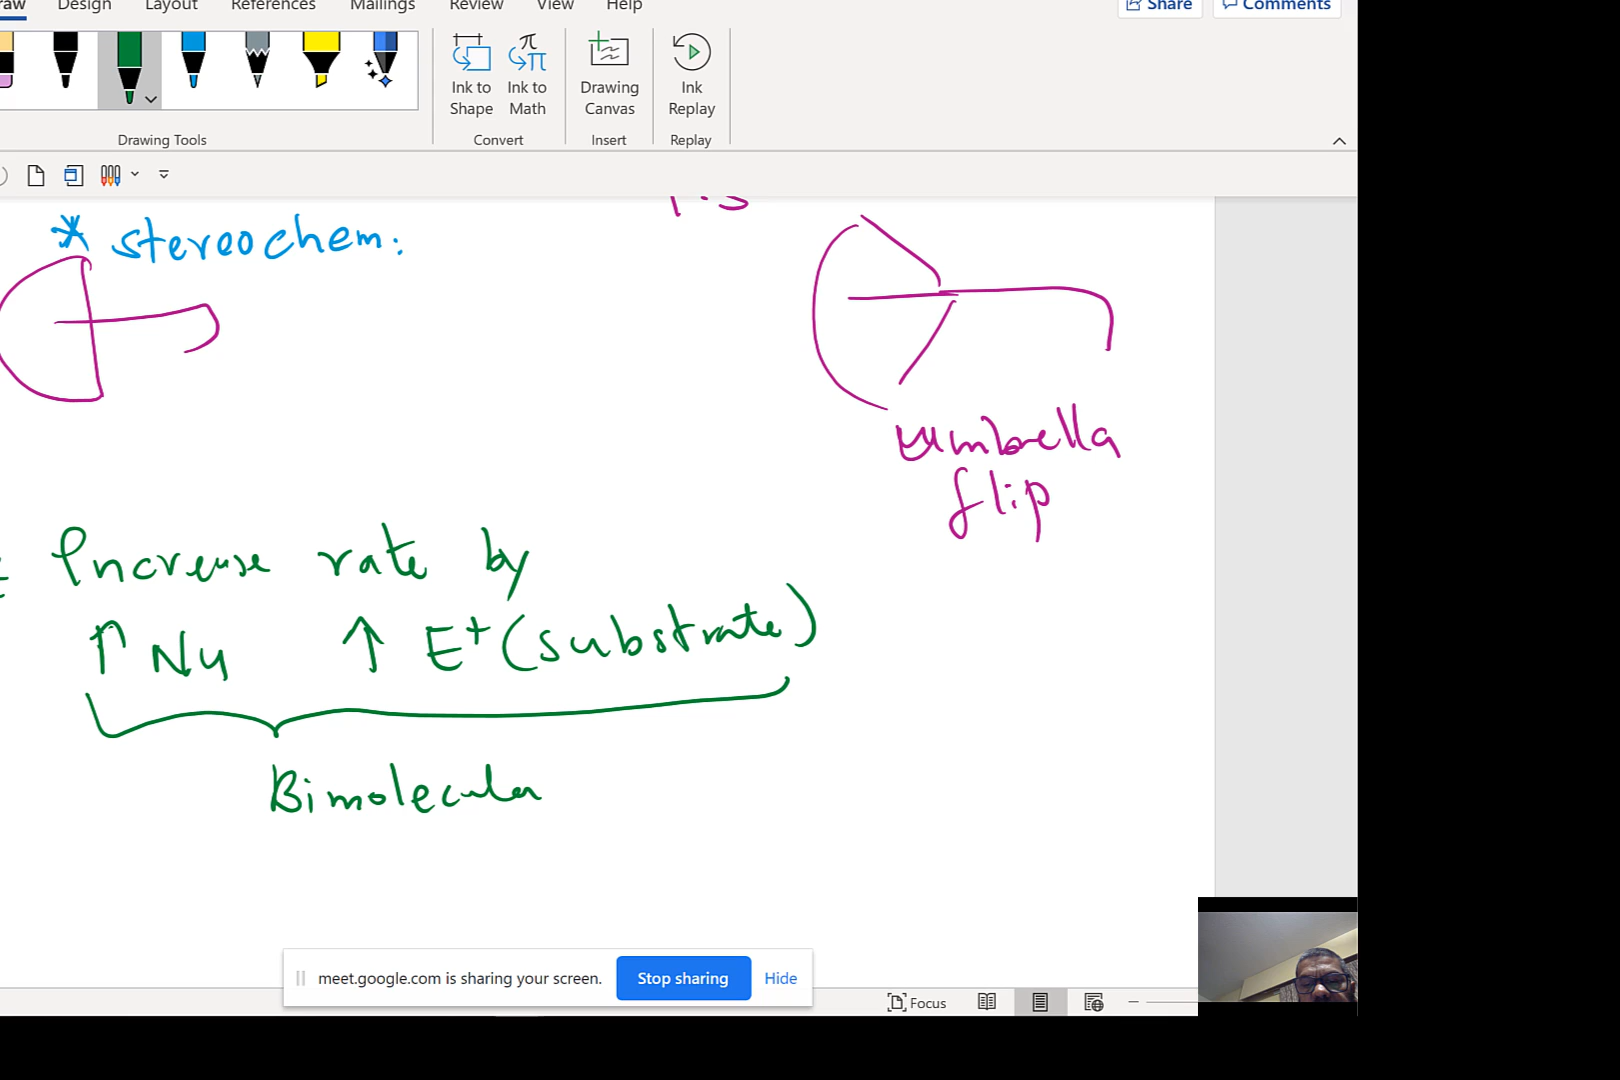 Draw Design Layout References Mailings Review View Help
Share Comments
Ink to Shape
Ink to Math
Drawing Canvas
Ink Replay
Drawing Tools Convert Insert Replay
* stereochem:
umbrella
flip
Increase rate by
↑ Nu ↑ E+ (substrate)
Bimolecular
meet.google.com is sharing your screen. Stop sharing Hide
Focus